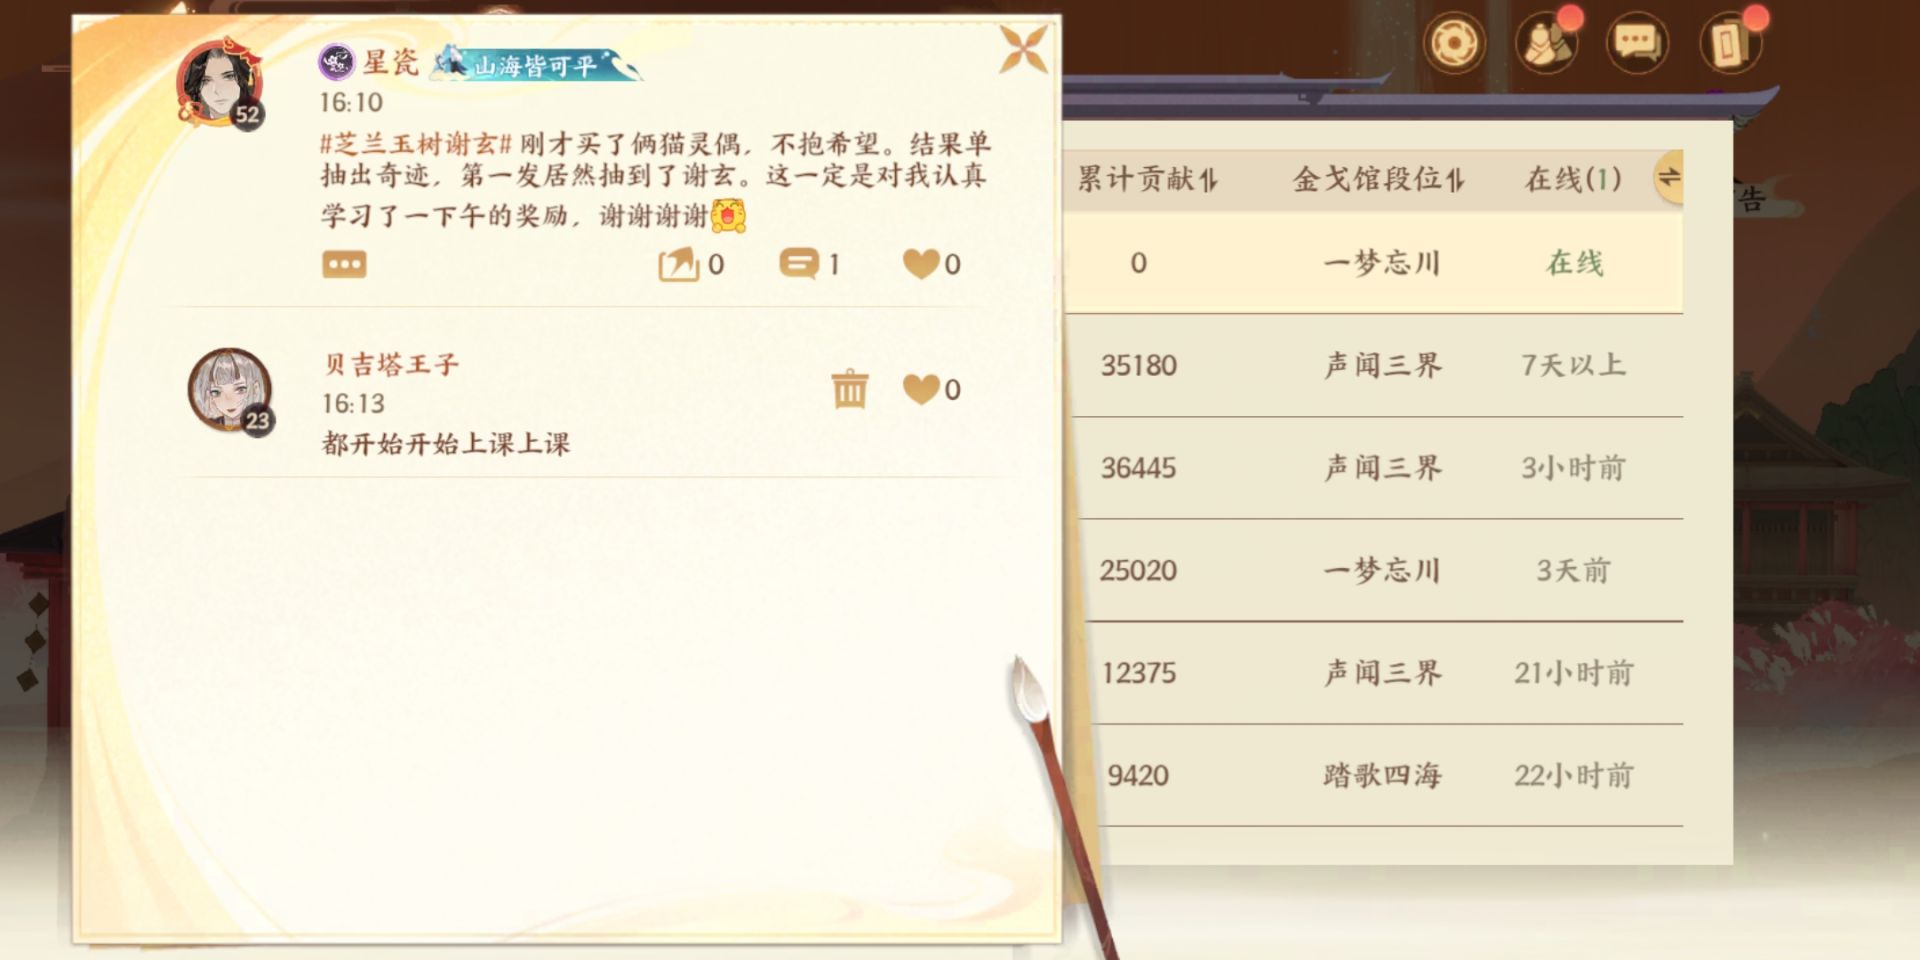 52
星瓷 山海皆可平
16:10
#芝兰玉树谢玄# 刚才买了俩猫灵偶，不抱希望。结果单
抽出奇迹，第一发居然抽到了谢玄。这一定是对我认真
学习了一下午的奖励，谢谢谢谢
0 1 0
23
贝吉塔王子
16:13
0
都开始开始上课上课
累计贡献 金戈馆段位 在线(1)
告
0 一梦忘川 在线
35180 声闻三界 7天以上
36445 声闻三界 3小时前
25020 一梦忘川 3天前
12375 声闻三界 21小时前
9420 踏歌四海 22小时前